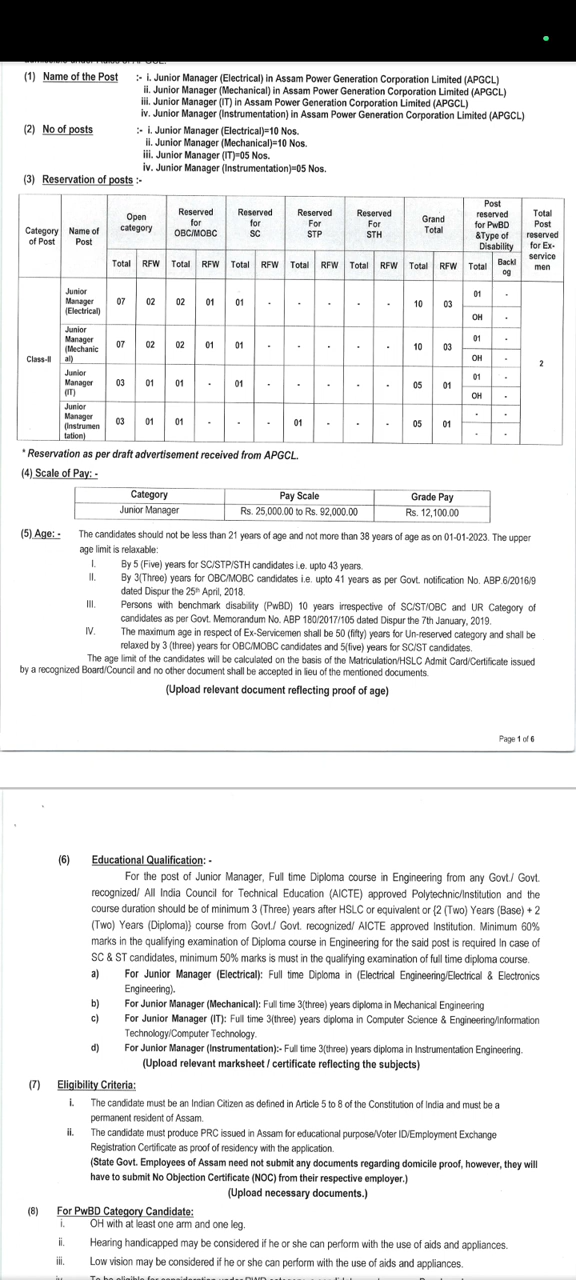 (1) Name of the Post :- i. Junior Manager (Electrical) in Assam Power Generation Corporation Limited (APGCL)
ii. Junior Manager (Mechanical) in Assam Power Generation Corporation Limited (APGCL)
iii. Junior Manager (IT) in Assam Power Generation Corporation Limited (APGCL)
iv. Junior Manager (Instrumentation) in Assam Power Generation Corporation Limited (APGCL)
(2) No of posts :- i. Junior Manager (Electrical)=10 Nos.
ii. Junior Manager (Mechanical)=10 Nos.
iii. Junior Manager (IT)=05 Nos.
iv. Junior Manager (Instrumentation)=05 Nos.
(3) Reservation of posts :-
Category of Post | Name of Post | Open category | Reserved for OBC/MOBC | Reserved for SC | Reserved For STP | Reserved For STH | Grand Total | Post reserved for PwBD &Type of Disability | Total Post reserved for Ex-service men
Total | RFW | Total | RFW | Total | RFW | Total | RFW | Total | RFW | Total | RFW | Total | Backl og
Class-II | Junior Manager (Electrical) | 07 | 02 | 02 | 01 | 01 | - | - | - | - | - | 10 | 03 | 01 | - | 2
OH | -
Junior Manager (Mechanic al) | 07 | 02 | 02 | 01 | 01 | - | - | - | - | - | 10 | 03 | 01 | -
OH | -
Junior Manager (IT) | 03 | 01 | 01 | - | 01 | - | - | - | - | - | 05 | 01 | 01 | -
OH | -
Junior Manager (Instrumen tation) | 03 | 01 | 01 | - | - | - | 01 | - | - | - | 05 | 01 | - | -
- | -
* Reservation as per draft advertisement received from APGCL.
(4) Scale of Pay: -
Category | Pay Scale | Grade Pay
Junior Manager | Rs. 25,000.00 to Rs. 92,000.00 | Rs. 12,100.00
(5) Age: - The candidates should not be less than 21 years of age and not more than 38 years of age as on 01-01-2023. The upper
age limit is relaxable:
I. By 5 (Five) years for SC/STP/STH candidates i.e. upto 43 years.
II. By 3(Three) years for OBC/MOBC candidates i.e. upto 41 years as per Govt. notification No. ABP.6/2016/9
dated Dispur the 25th April, 2018.
III. Persons with benchmark disability (PwBD) 10 years irrespective of SC/ST/OBC and UR Category of
candidates as per Govt. Memorandum No. ABP 180/2017/105 dated Dispur the 7th January, 2019.
IV. The maximum age in respect of Ex-Servicemen shall be 50 (fifty) years for Un-reserved category and shall be
relaxed by 3 (three) years for OBC/MOBC candidates and 5(five) years for SC/ST candidates.
The age limit of the candidates will be calculated on the basis of the Matriculation/HSLC Admit Card/Certificate issued
by a recognized Board/Council and no other document shall be accepted in lieu of the mentioned documents.
(Upload relevant document reflecting proof of age)
Page 1 of 6
(6) Educational Qualification: -
For the post of Junior Manager, Full time Diploma course in Engineering from any Govt./ Govt.
recognized/ All India Council for Technical Education (AICTE) approved Polytechnic/Institution and the
course duration should be of minimum 3 (Three) years after HSLC or equivalent or {2 (Two) Years (Base) + 2
(Two) Years (Diploma)} course from Govt./ Govt. recognized/ AICTE approved Institution. Minimum 60%
marks in the qualifying examination of Diploma course in Engineering for the said post is required In case of
SC & ST candidates, minimum 50% marks is must in the qualifying examination of full time diploma course.
a) For Junior Manager (Electrical): Full time Diploma in (Electrical Engineering/Electrical & Electronics
Engineering).
b) For Junior Manager (Mechanical): Full time 3(three) years diploma in Mechanical Engineering
c) For Junior Manager (IT): Full time 3(three) years diploma in Computer Science & Engineering/Information
Technology/Computer Technology.
d) For Junior Manager (Instrumentation):- Full time 3(three) years diploma in Instrumentation Engineering.
(Upload relevant marksheet / certificate reflecting the subjects)
(7) Eligibility Criteria:
i. The candidate must be an Indian Citizen as defined in Article 5 to 8 of the Constitution of India and must be a
permanent resident of Assam.
ii. The candidate must produce PRC issued in Assam for educational purpose/Voter ID/Employment Exchange
Registration Certificate as proof of residency with the application.
(State Govt. Employees of Assam need not submit any documents regarding domicile proof, however, they will
have to submit No Objection Certificate (NOC) from their respective employer.)
(Upload necessary documents.)
(8) For PwBD Category Candidate:
i. OH with at least one arm and one leg.
ii. Hearing handicapped may be considered if he or she can perform with the use of aids and appliances.
iii. Low vision may be considered if he or she can perform with the use of aids and appliances.